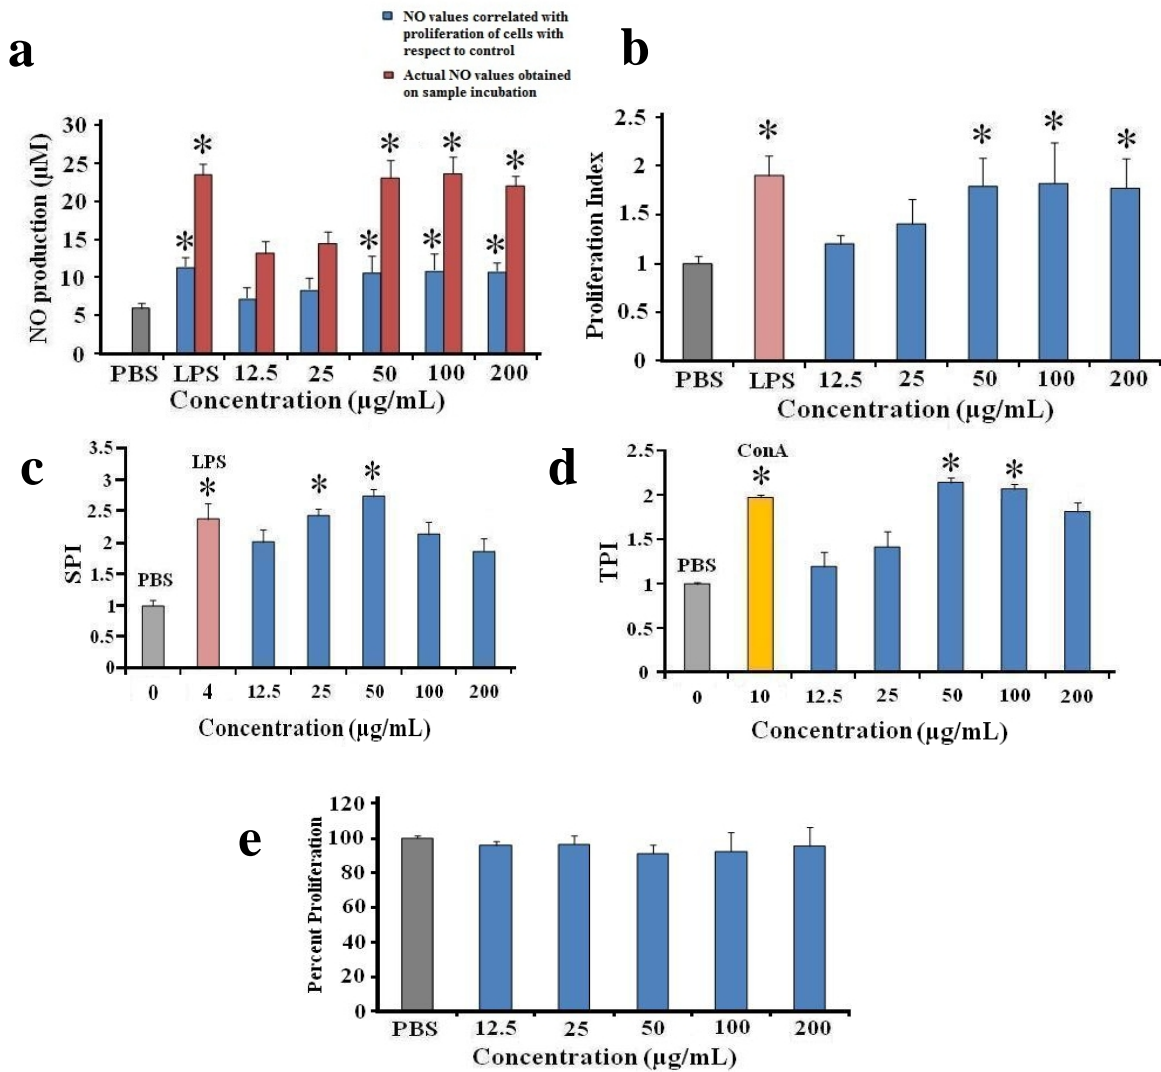 NO values correlated with
proliferation of cells with
respect to control
Actual NO values obtained
on sample incubation
a
NO production (µM)
30
25
20
15
10
5
0
* * * * *
* * * *
PBS LPS 12.5 25 50 100 200
Concentration (µg/mL)
b
Proliferation Index
2.5
2
1.5
1
0.5
0
* * * *
PBS LPS 12.5 25 50 100 200
Concentration (µg/mL)
c
SPI
3.5
3
2.5
2
1.5
1
0.5
0
PBS
LPS
* * *
0 4 12.5 25 50 100 200
Concentration (µg/mL)
d
TPI
2.5
2
1.5
1
0.5
0
PBS
ConA
* * *
0 10 12.5 25 50 100 200
Concentration (µg/mL)
e
Percent Proliferation
120
100
80
60
40
20
0
PBS 12.5 25 50 100 200
Concentration (µg/mL)